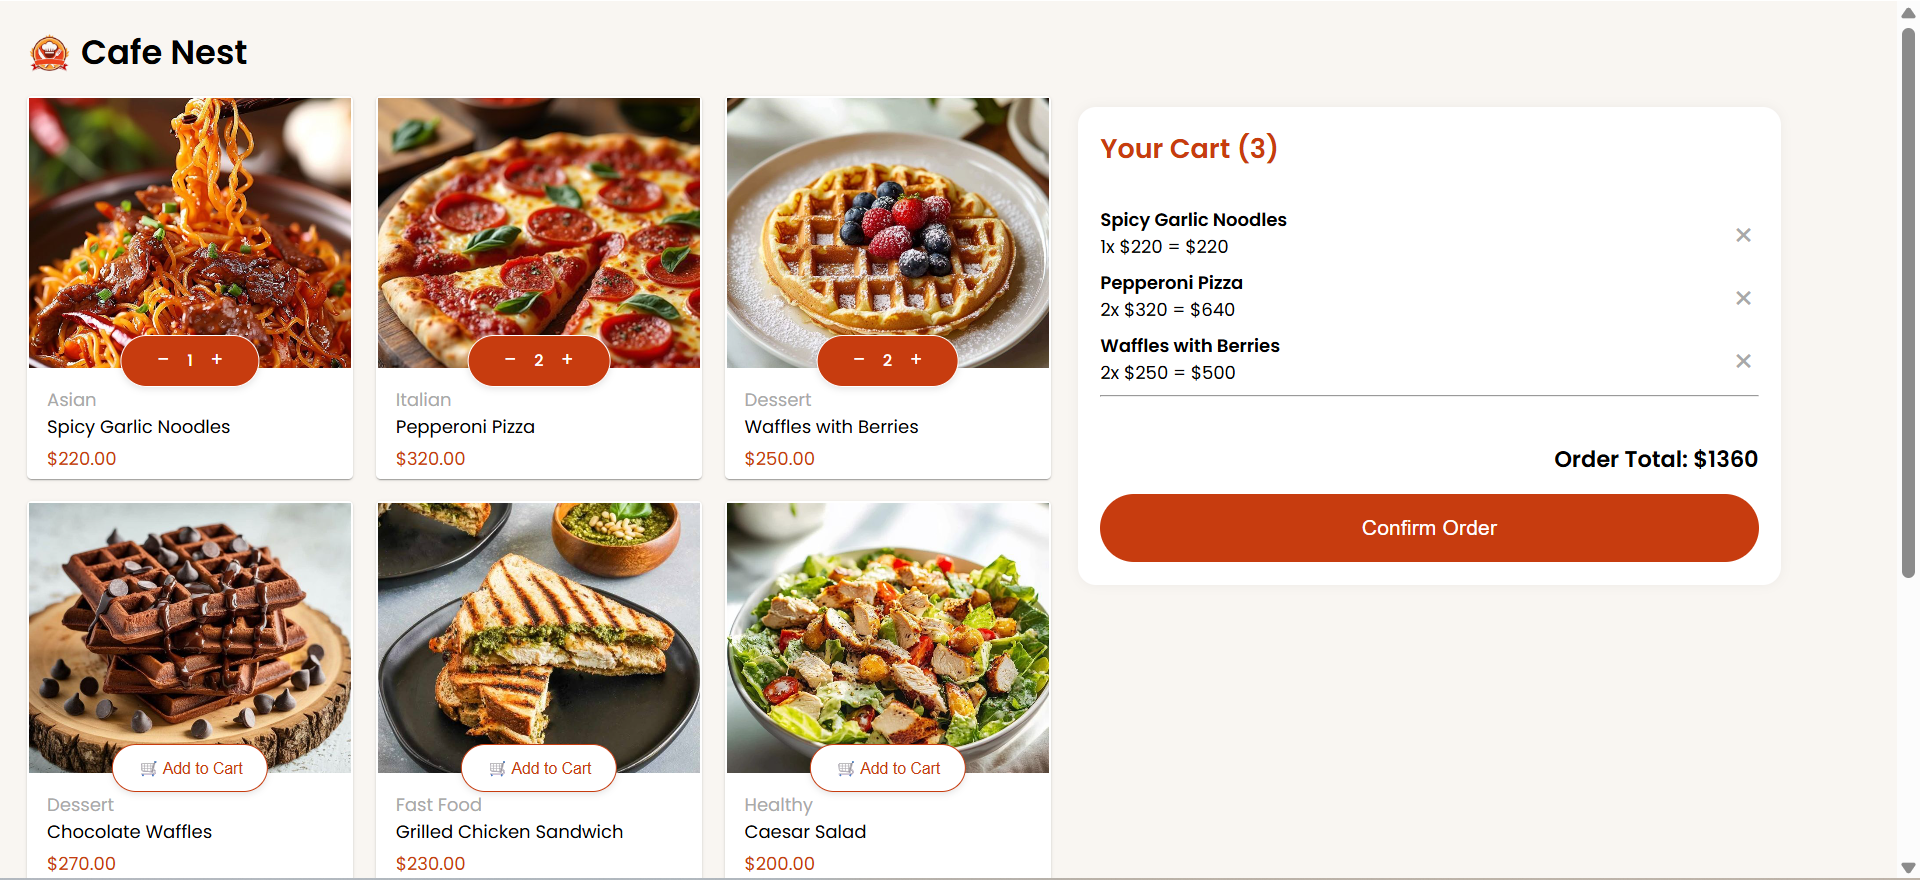 Cafe Nest
− 1 +
Asian
Spicy Garlic Noodles
$220.00
− 2 +
Italian
Pepperoni Pizza
$320.00
− 2 +
Dessert
Waffles with Berries
$250.00
Add to Cart
Dessert
Chocolate Waffles
$270.00
Add to Cart
Fast Food
Grilled Chicken Sandwich
$230.00
Add to Cart
Healthy
Caesar Salad
$200.00
Your Cart (3)
Spicy Garlic Noodles
1x $220 = $220
Pepperoni Pizza
2x $320 = $640
Waffles with Berries
2x $250 = $500
Order Total: $1360
Confirm Order